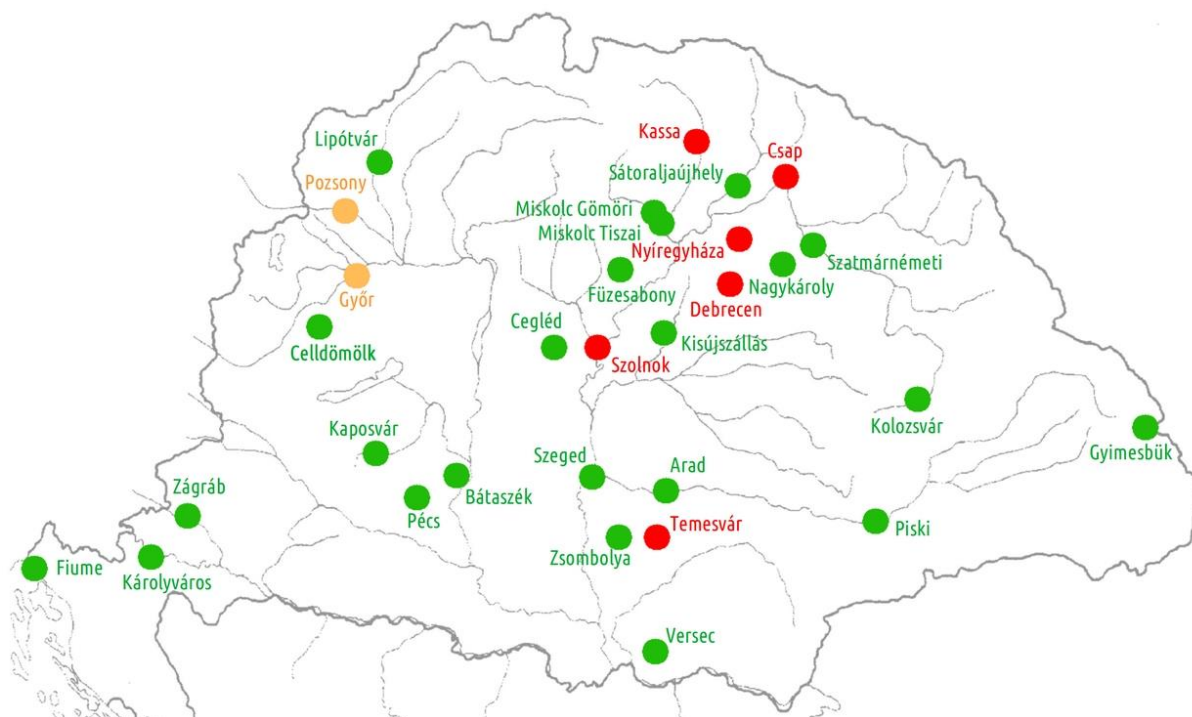 Kassa
Lipótvár
Csap
Sátoraljaújhely
Pozsony
Miskolc Gömöri
Miskolc Tiszai
Nyíregyháza
Szatmárnémeti
Nagykároly
Füzesabony
Győr
Debrecen
Cegléd
Kisújszállás
Celldömölk
Szolnok
Kolozsvár
Kaposvár
Gyimesbük
Szeged
Arad
Bátaszék
Zágráb
Pécs
Piski
Temesvár
Zsombolya
Fiume
Károlyváros
Versec